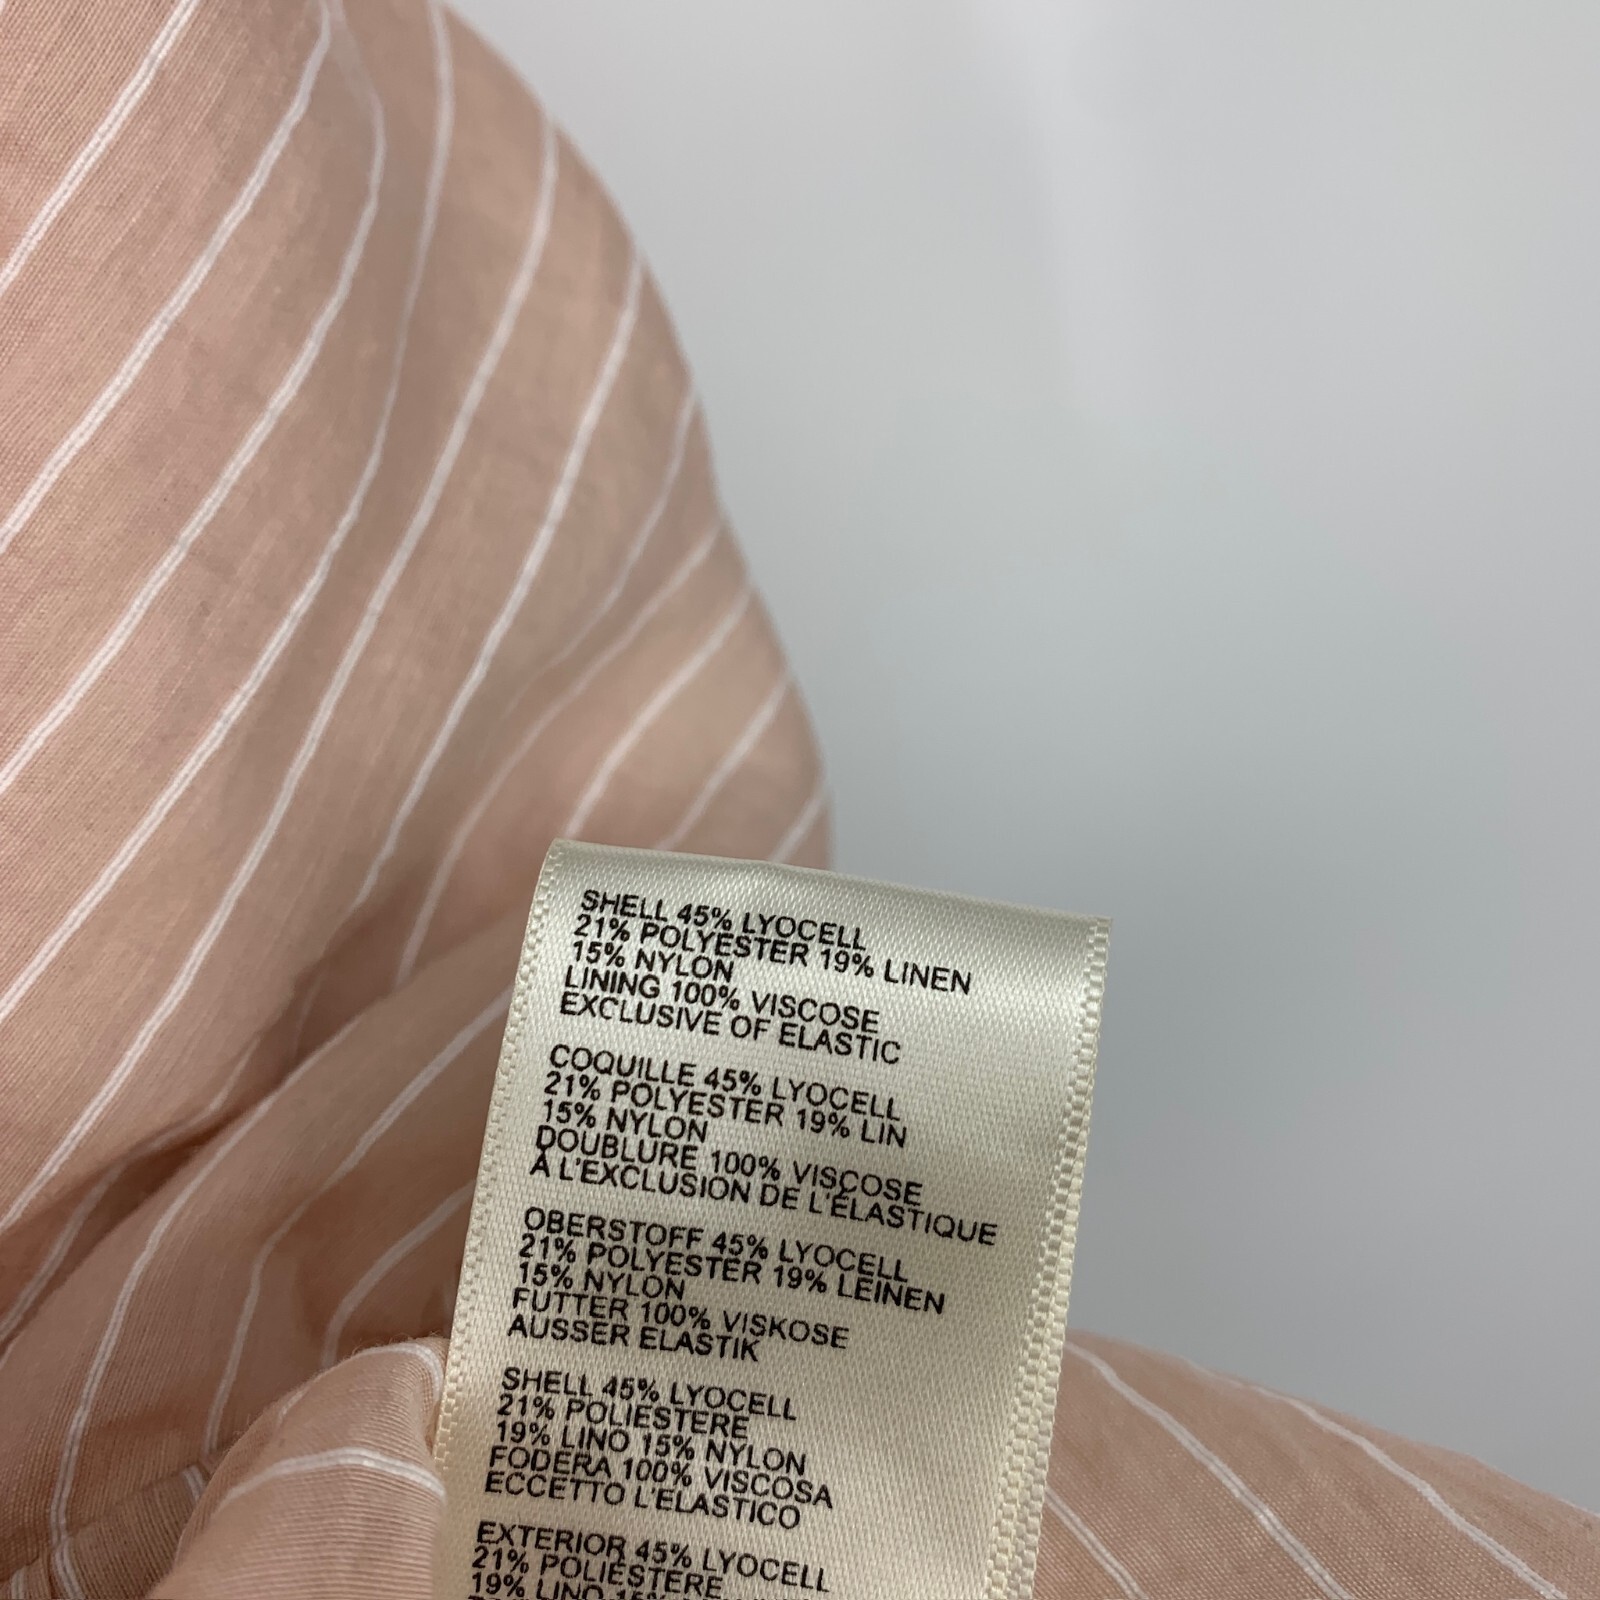 SHELL 45% LYOCELL
21% POLYESTER 19% LINEN
15% NYLON
LINING 100% VISCOSE
EXCLUSIVE OF ELASTIC
COQUILLE 45% LYOCELL
21% POLYESTER 19% LIN
15% NYLON
DOUBLURE 100% VISCOSE
À L'EXCLUSION DE L'ÉLASTIQUE
OBERSTOFF 45% LYOCELL
21% POLYESTER 19% LEINEN
15% NYLON
FUTTER 100% VISKOSE
AUSSER ELASTIK
SHELL 45% LYOCELL
21% POLIESTERE
19% LINO 15% NYLON
FODERA 100% VISCOSA
ECCETTO L'ELASTICO
EXTERIOR 45% LYOCELL
21% POLIÉSTERE
19% LINO